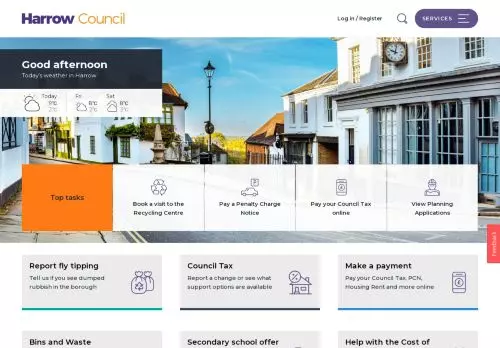 Harrow Council
Log in / Register
SERVICES
Good afternoon
Today's weather in Harrow
Today
9°C
2°C
Fri
8°C
2°C
Sat
8°C
3°C
Top tasks
Book a visit to the
Recycling Centre
Pay a Penalty Charge
Notice
Pay your Council Tax
online
View Planning
Applications
Feedback
Report fly tipping
Tell us if you see dumped
rubbish in the borough
Council Tax
Report a change or see what
support options are available
Make a payment
Pay your Council Tax, PCN,
Housing Rent and more online
Bins and Waste
Secondary school offer
Help with the Cost of